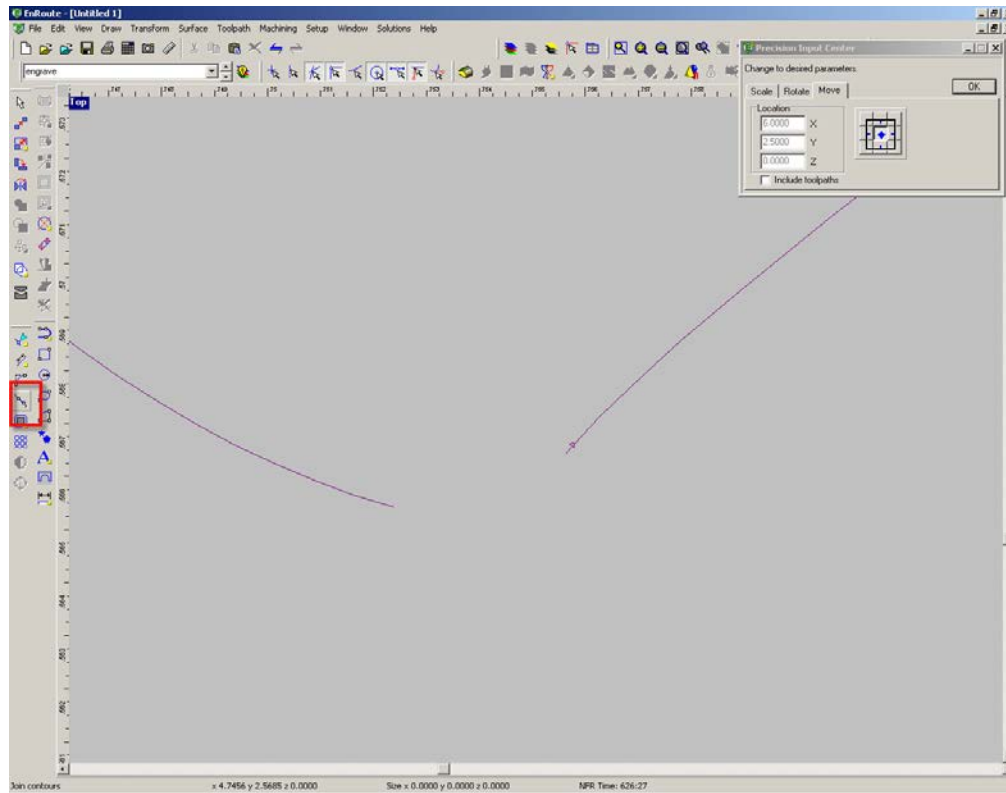 EnRoute - [Untitled 1]
File Edit View Draw Transform Surface Toolpath Machining Setup Window Solutions Help
Precision Input Center
engrave
Change to desired parameters.
OK
Scale Rotate Move
Location
6.0000 X
2.5000 Y
0.0000 Z
Include toolpaths
Top
Join contours x 4.7456 y 2.5685 z 0.0000 Size x 0.0000 y 0.0000 z 0.0000 NFR Time: 626:27